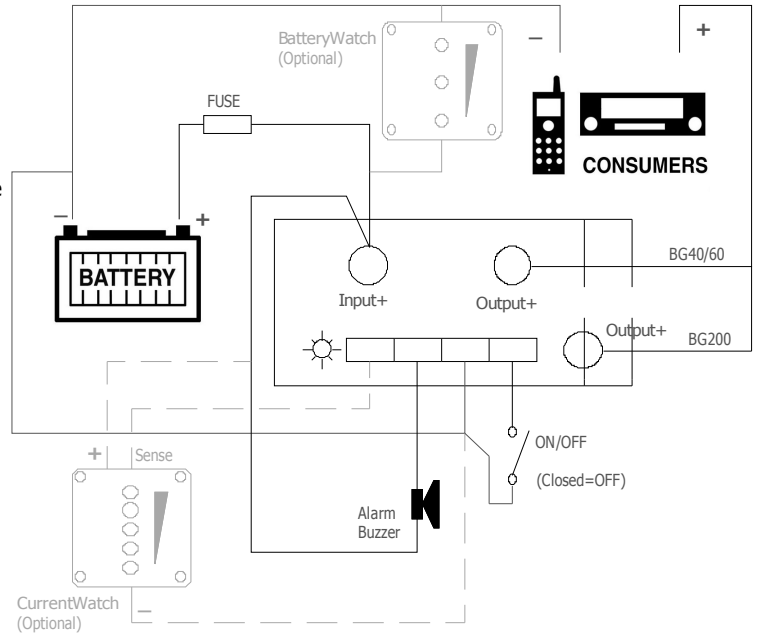 BatteryWatch
(Optional)
–
+
FUSE
CONSUMERS
e
–
+
BATTERY
Input+
Output+
BG40/60
Output+
BG200
+
Sense
ON/OFF
(Closed=OFF)
Alarm
Buzzer
CurrentWatch
(Optional)
–